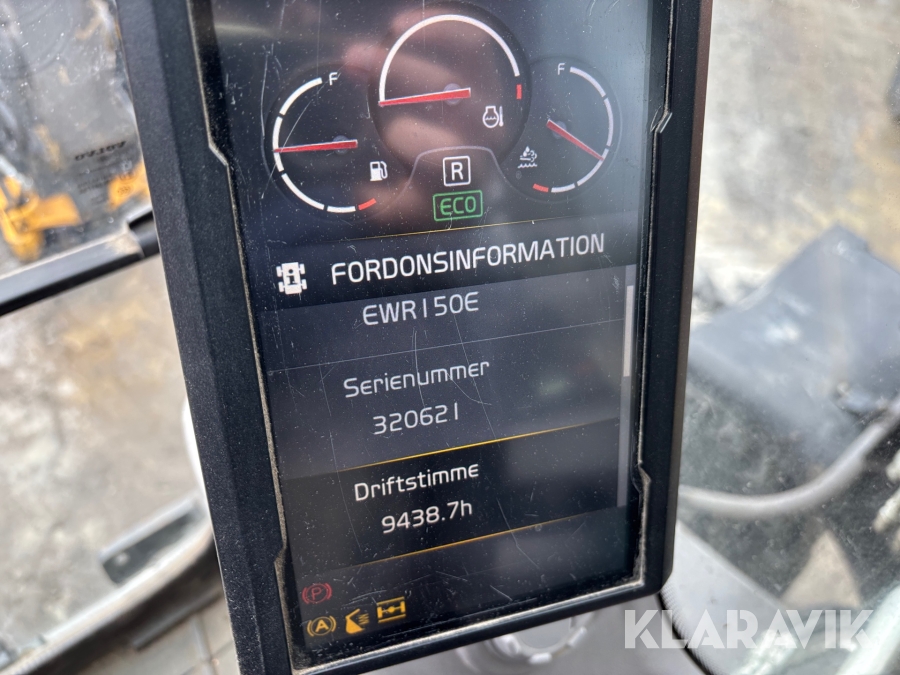 F
F
R
ECO
FORDONSINFORMATION
EWR150E
Serienummer
320621
Driftstimme
9438.7h
P
A
KLARAVIK